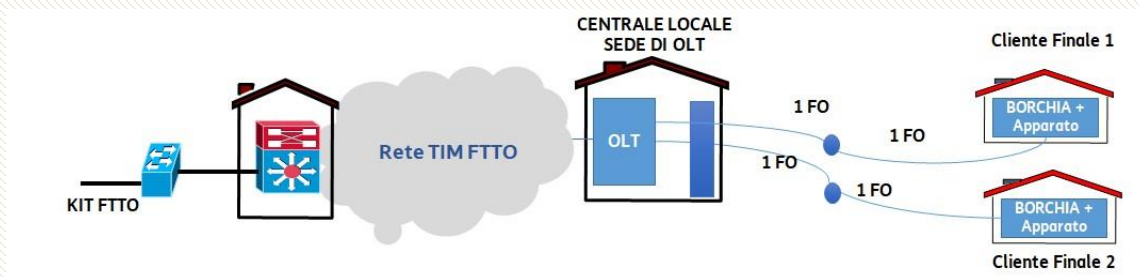 CENTRALE LOCALE
SEDE DI OLT
Cliente Finale 1
1 FO
1 FO
BORCHIA +
Apparato
Rete TIM FTTO
OLT
1 FO
1 FO
KIT FTTO
BORCHIA +
Apparato
Cliente Finale 2